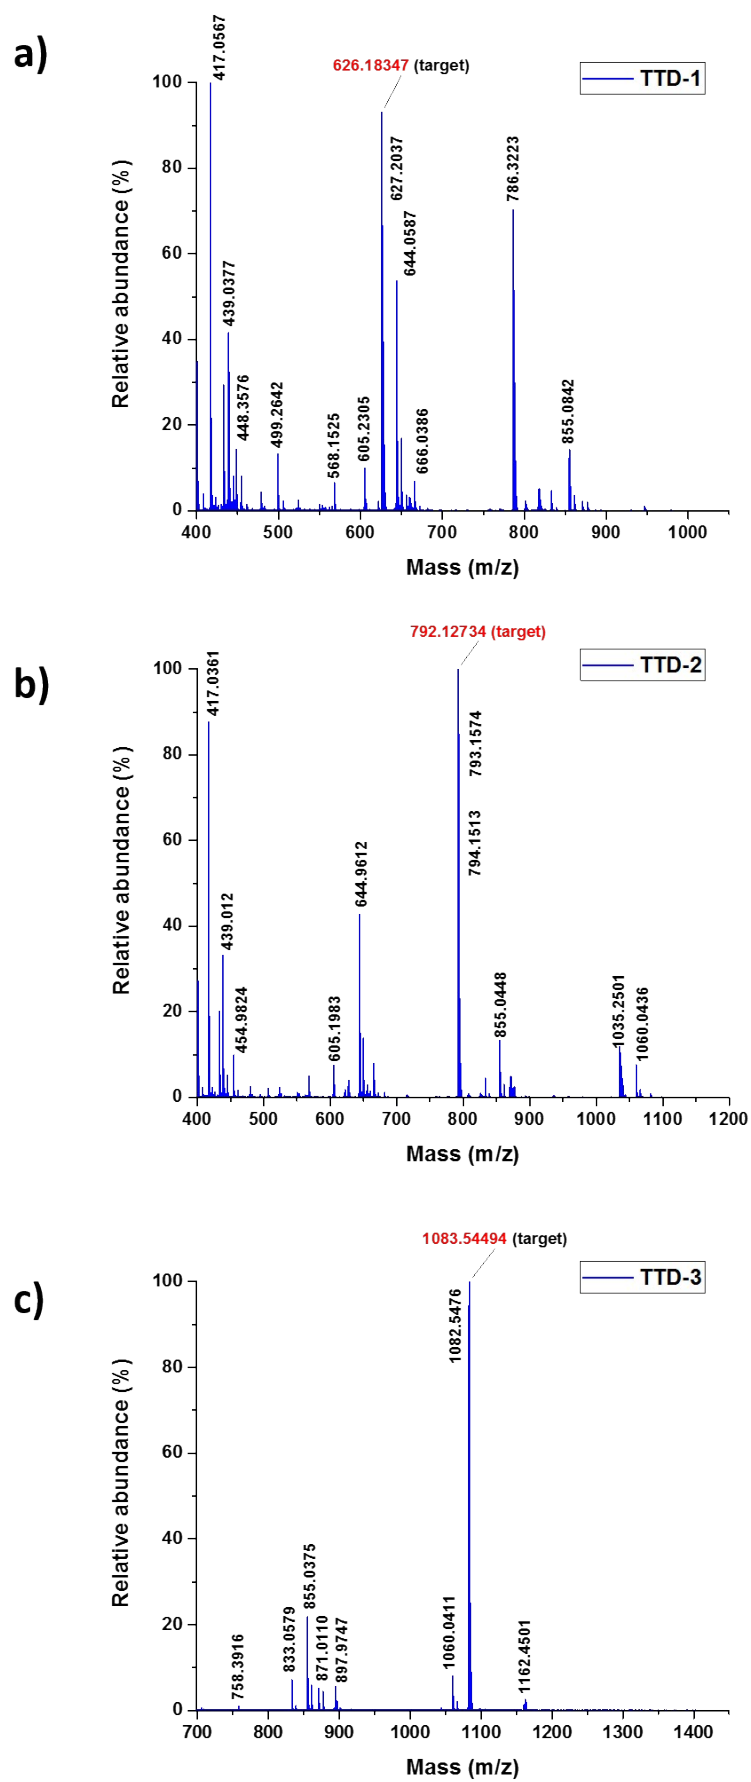 a)
626.18347 (target)
TTD-1
417.0567
439.0377
448.3576
499.2642
568.1525
605.2305
627.2037
644.0587
666.0386
786.3223
855.0842
Relative abundance (%)
100
80
60
40
20
0
400 500 600 700 800 900 1000
Mass (m/z)
b)
792.12734 (target)
TTD-2
417.0361
439.012
454.9824
605.1983
644.9612
793.1574
794.1513
855.0448
1035.2501
1060.0436
Relative abundance (%)
100
80
60
40
20
0
400 500 600 700 800 900 1000 1100 1200
Mass (m/z)
c)
1083.54494 (target)
TTD-3
758.3916
833.0579
855.0375
871.0110
897.9747
1060.0411
1082.5476
1162.4501
Relative abundance (%)
100
80
60
40
20
0
700 800 900 1000 1100 1200 1300 1400
Mass (m/z)